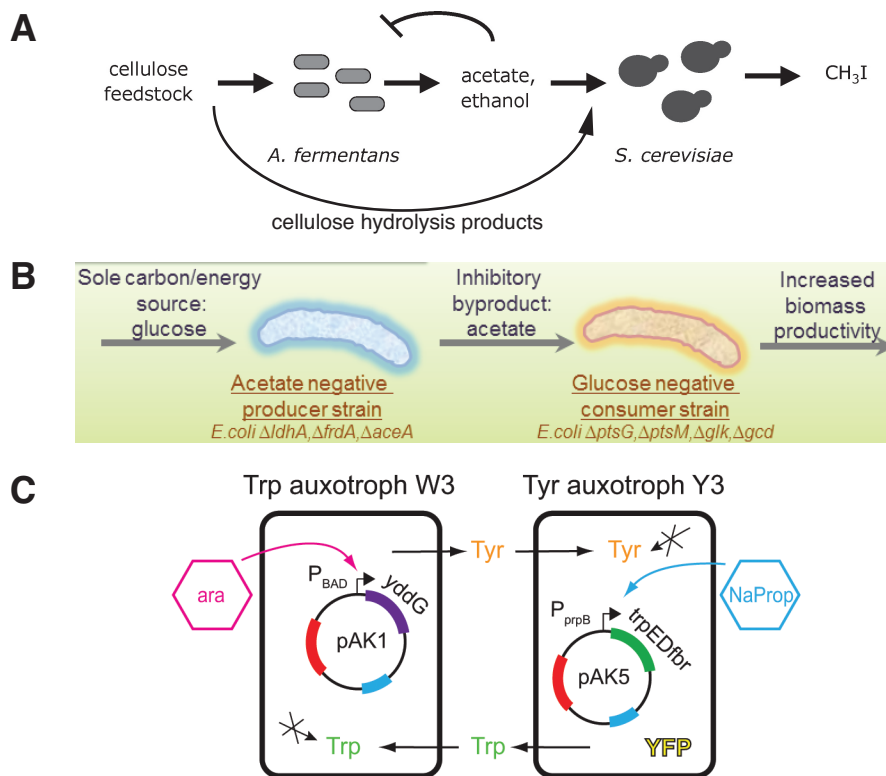 A
cellulose
feedstock
acetate,
ethanol
CH₃I
A. fermentans
S. cerevisiae
cellulose hydrolysis products
B
Sole carbon/energy
source:
glucose
Inhibitory
byproduct:
acetate
Increased
biomass
productivity
Acetate negative
producer strain
E.coli ΔldhA,ΔfrdA,ΔaceA
Glucose negative
consumer strain
E.coli ΔptsG,ΔptsM,Δglk,Δgcd
C
Trp auxotroph W3
Tyr auxotroph Y3
ara
P_BAD
yddG
pAK1
Tyr
Tyr
NaProp
P_prpB
trpEDfbr
pAK5
Trp
Trp
YFP